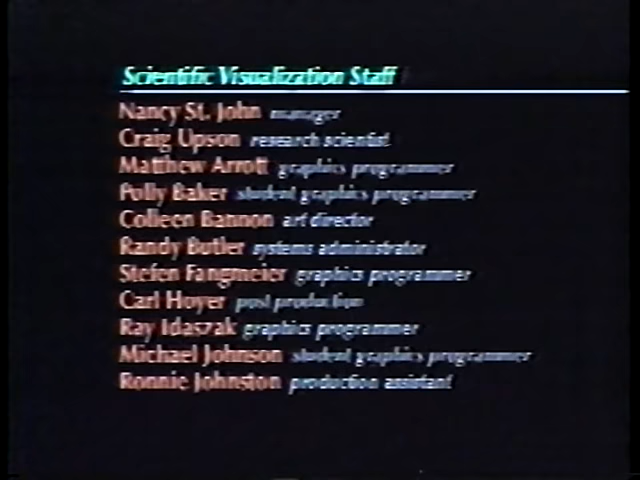 Scientific Visualization Staff
Nancy St. John manager
Craig Upson research scientist
Matthew Arrott graphics programmer
Polly Baker student graphics programmer
Colleen Bannon art director
Randy Butler systems administrator
Stefen Fangmeier graphics programmer
Carl Hoyer post production
Ray Idaszak graphics programmer
Michael Johnson student graphics programmer
Ronnie Johnston production assistant